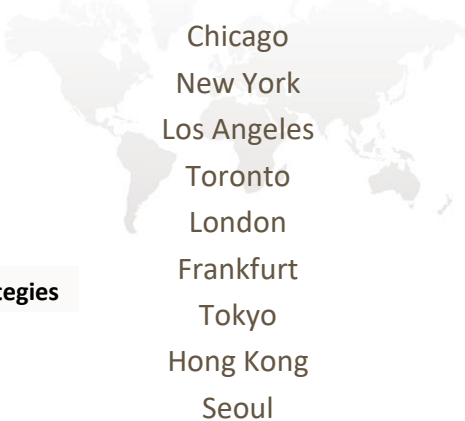 Chicago
New York
Los Angeles
Toronto
London
Frankfurt
tegies
Tokyo
Hong Kong
Seoul